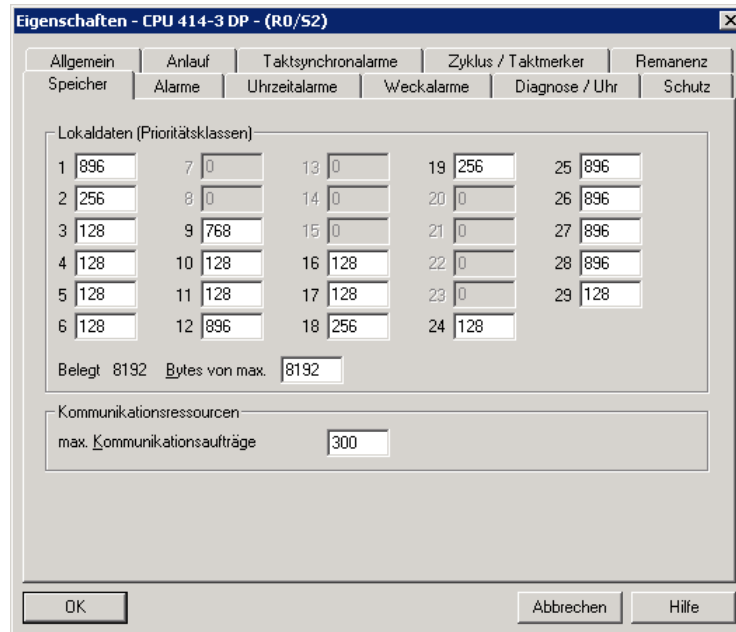 Eigenschaften - CPU 414-3 DP - (R0/S2)
Allgemein Anlauf Taktsynchronalarme Zyklus / Taktmerker Remanenz
Speicher Alarme Uhrzeitalarme Weckalarme Diagnose / Uhr Schutz
Lokaldaten (Prioritätsklassen)
1 896 7 0 13 0 19 256 25 896
2 256 8 0 14 0 20 0 26 896
3 128 9 768 15 0 21 0 27 896
4 128 10 128 16 128 22 0 28 896
5 128 11 128 17 128 23 0 29 128
6 128 12 896 18 256 24 128
Belegt 8192 Bytes von max. 8192
Kommunikationsressourcen
max. Kommunikationsaufträge 300
OK Abbrechen Hilfe